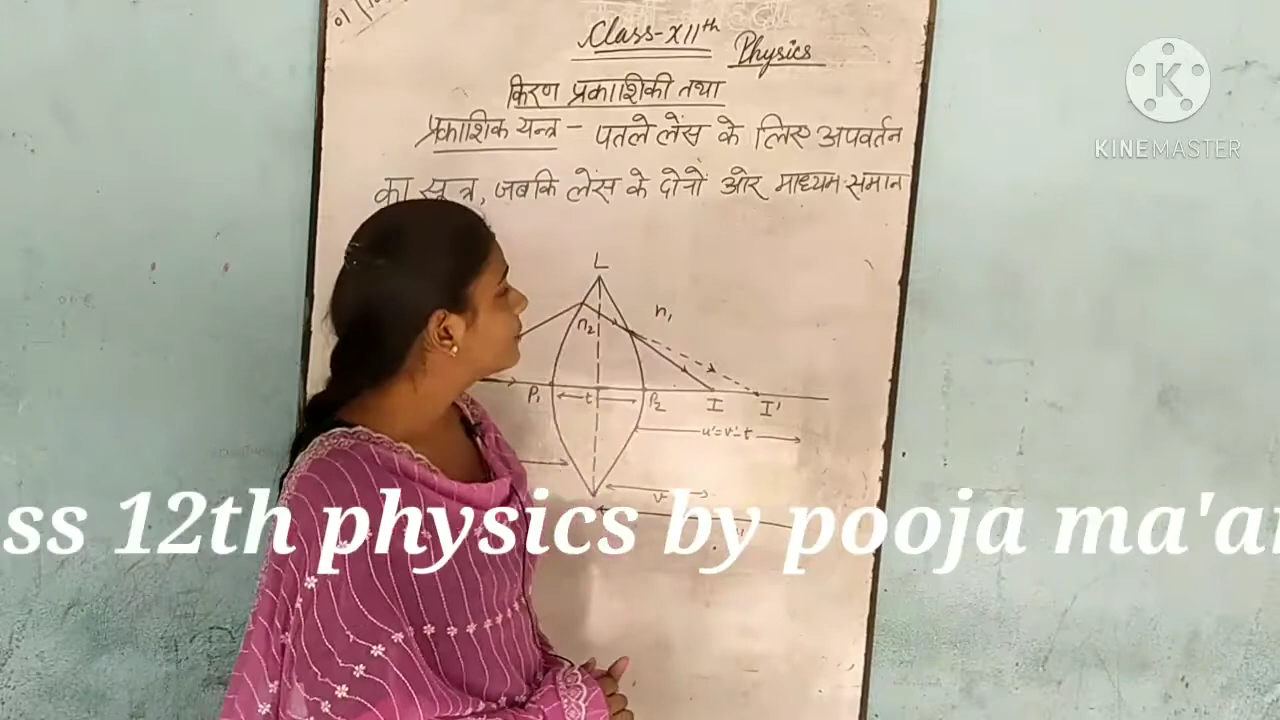 01
Class-XIIth
Physics
किरण प्रकाशिकी तथा
प्रकाशिक यन्त्र - पतले लेंस के लिए अपवर्तन
का सूत्र, जबकि लेंस के दोनों ओर माध्यम समान
L
n₂ n₁
P₁ t P₂ I I'
u'=v'-t
v
ss 12th physics by pooja ma'a
K
KINEMASTER